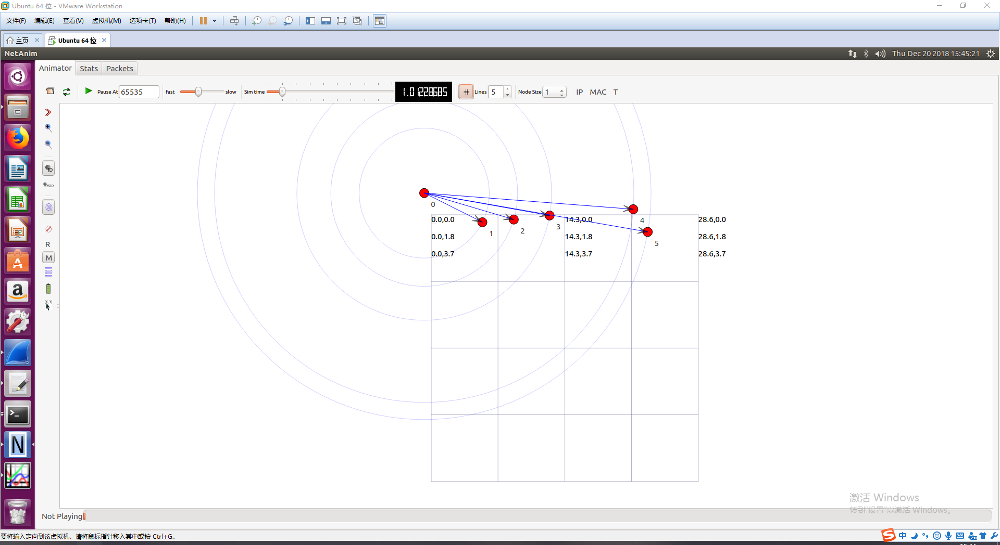 Ubuntu 64 位 - VMware Workstation
文件(F) 编辑(E) 查看(V) 虚拟机(M) 选项卡(T) 帮助(H)
主页 Ubuntu 64 位
NetAnim Thu Dec 20 2018 15:45:21
Animator Stats Packets
Pause At 65535 fast slow Sim time 1.01228685 # Lines 5 Node Size 1 IP MAC T
ID
SYSID
R
M
(X, Y)
0
0.0,0.0 14.3,0.0 4 28.6,0.0
1 2 3
0.0,1.8 14.3,1.8 5 28.6,1.8
0.0,3.7 14.3,3.7 28.6,3.7
激活 Windows
转到"设置"以激活 Windows。
Not Playing
要将输入定向到该虚拟机，请将鼠标指针移入其中或按 Ctrl+G。
中